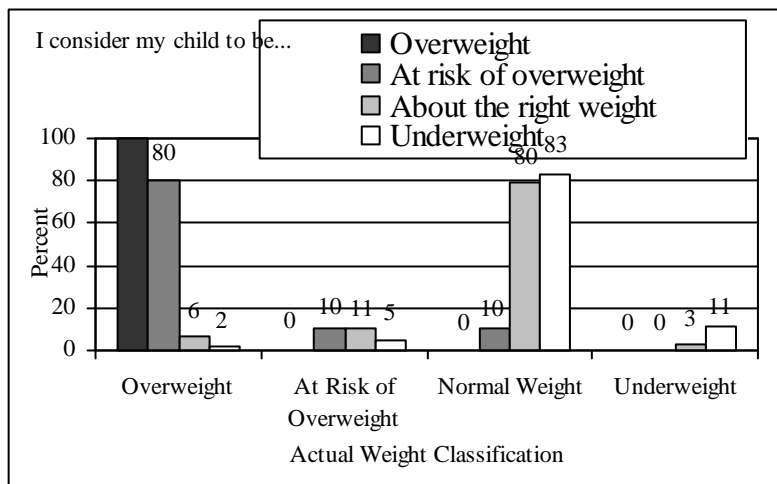 I consider my child to be...
Overweight
At risk of overweight
About the right weight
Underweight
Percent
100
80
60
40
20
0
80
6
2
0
10
11
5
0
10
80
83
0
0
3
11
Overweight
At Risk of
Overweight
Normal Weight
Underweight
Actual Weight Classification